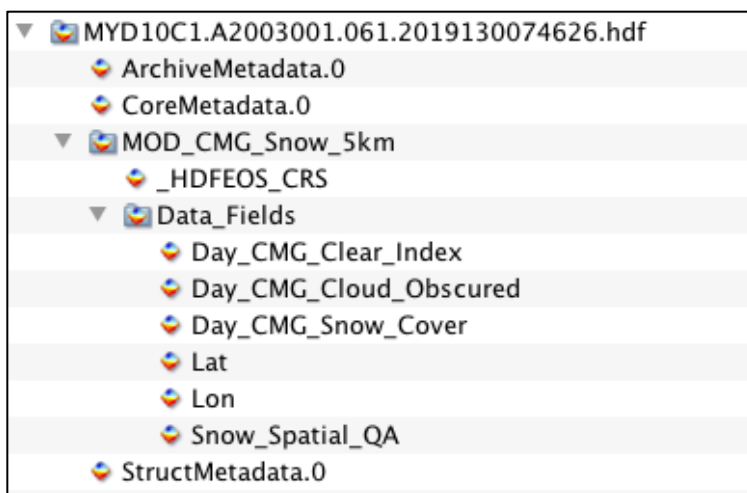 MYD10C1.A2003001.061.2019130074626.hdf
ArchiveMetadata.0
CoreMetadata.0
MOD_CMG_Snow_5km
_HDFEOS_CRS
Data_Fields
Day_CMG_Clear_Index
Day_CMG_Cloud_Obscured
Day_CMG_Snow_Cover
Lat
Lon
Snow_Spatial_QA
StructMetadata.0